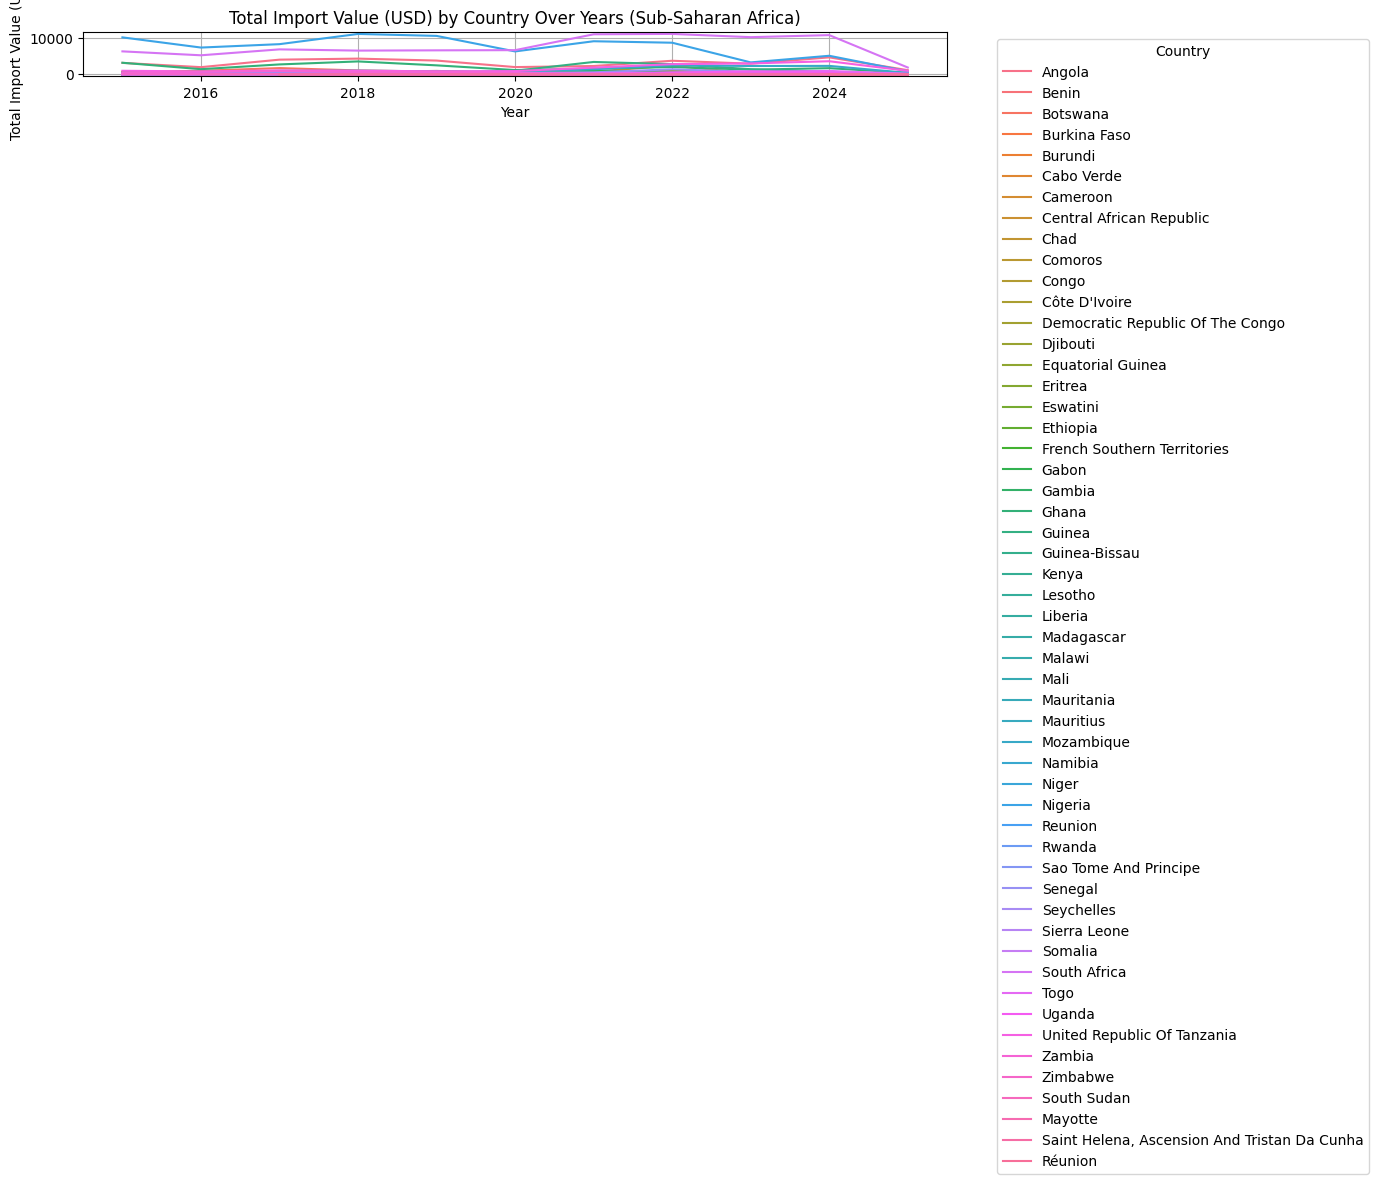 Total Import Value (USD) by Country Over Years (Sub-Saharan Africa)
Total Import Value (U
10000
0
2016
2018
2020
2022
2024
Year
Country
Angola
Benin
Botswana
Burkina Faso
Burundi
Cabo Verde
Cameroon
Central African Republic
Chad
Comoros
Congo
Côte D'Ivoire
Democratic Republic Of The Congo
Djibouti
Equatorial Guinea
Eritrea
Eswatini
Ethiopia
French Southern Territories
Gabon
Gambia
Ghana
Guinea
Guinea-Bissau
Kenya
Lesotho
Liberia
Madagascar
Malawi
Mali
Mauritania
Mauritius
Mozambique
Namibia
Niger
Nigeria
Reunion
Rwanda
Sao Tome And Principe
Senegal
Seychelles
Sierra Leone
Somalia
South Africa
Togo
Uganda
United Republic Of Tanzania
Zambia
Zimbabwe
South Sudan
Mayotte
Saint Helena, Ascension And Tristan Da Cunha
Réunion